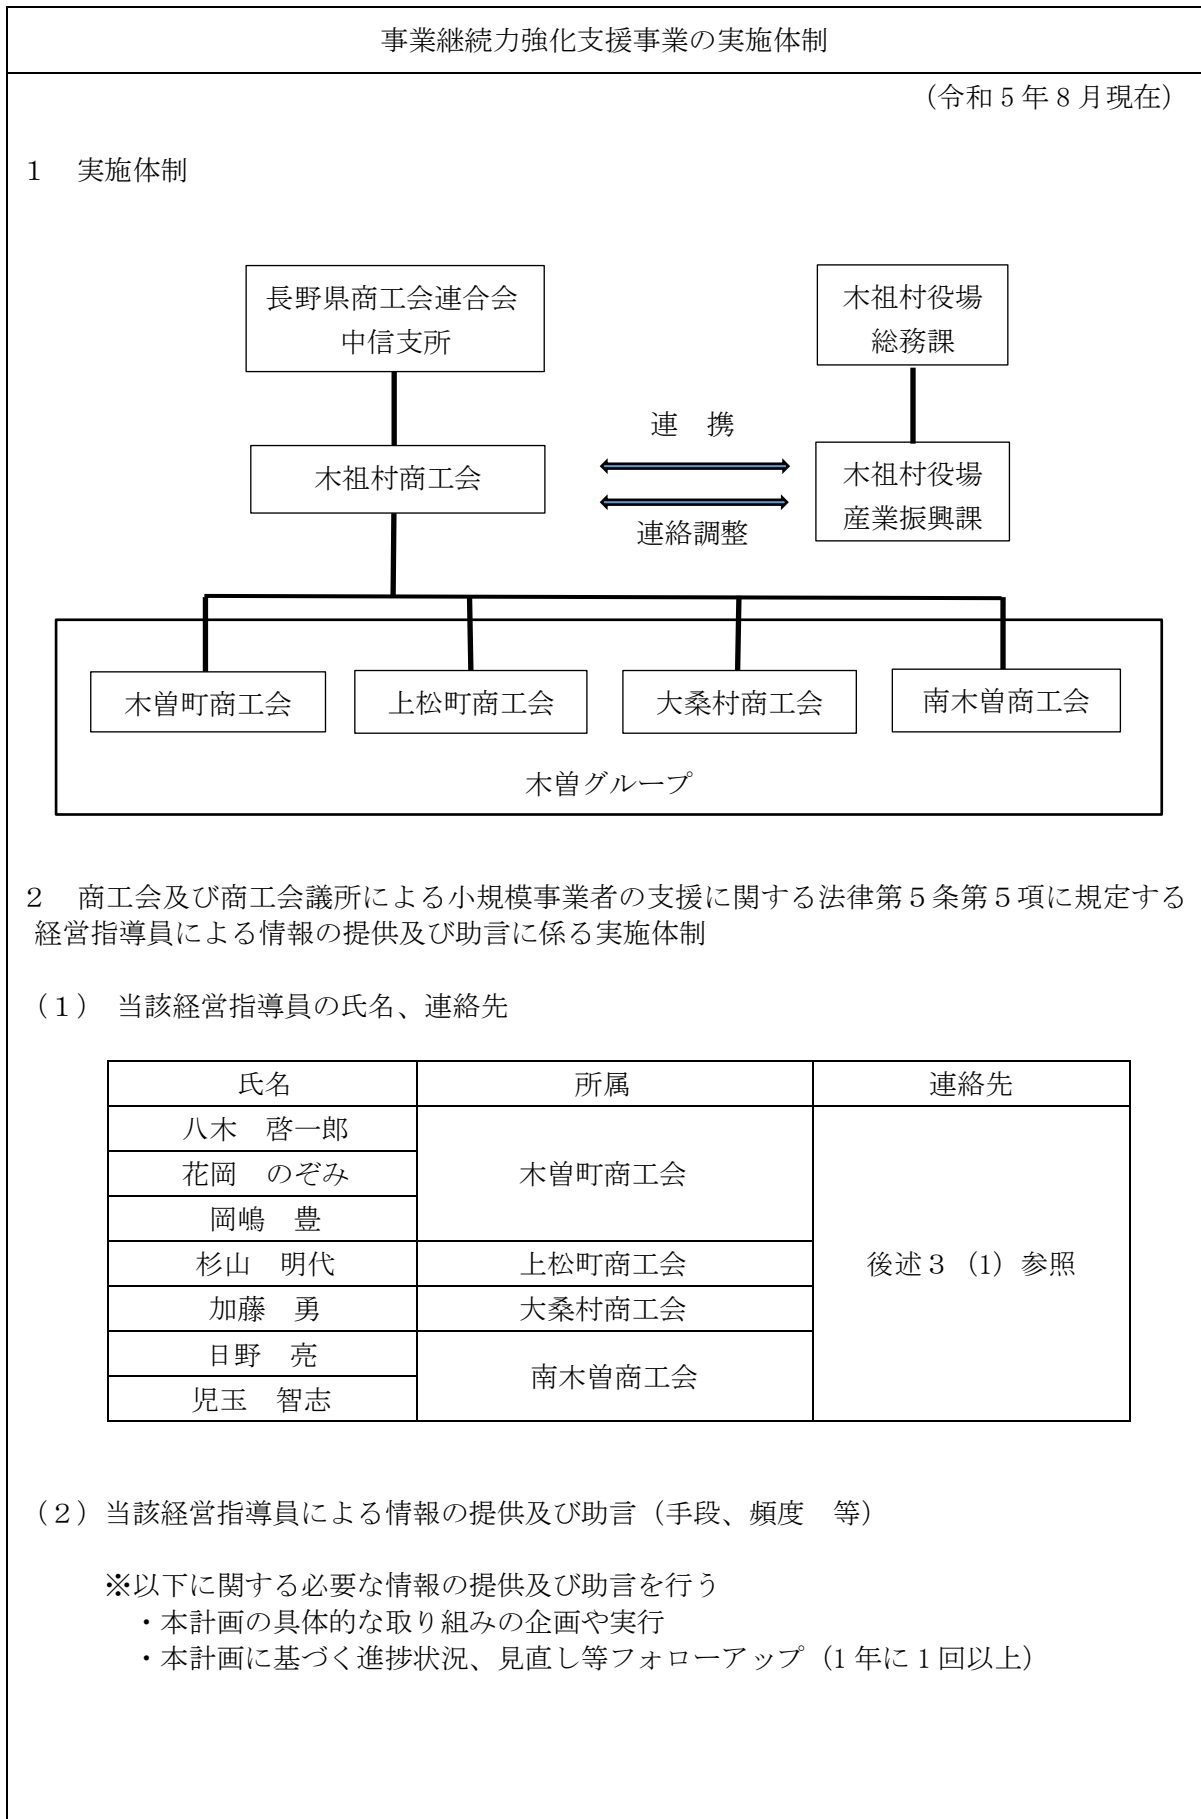 事業継続力強化支援事業の実施体制
（令和５年８月現在）
１　実施体制
長野県商工会連合会
中信支所
木祖村役場
総務課
連　携
木祖村商工会
木祖村役場
産業振興課
連絡調整
木曽町商工会
上松町商工会
大桑村商工会
南木曽商工会
木曽グループ
２　商工会及び商工会議所による小規模事業者の支援に関する法律第５条第５項に規定する
経営指導員による情報の提供及び助言に係る実施体制
（１）　当該経営指導員の氏名、連絡先
氏名　所属　連絡先
八木　啓一郎
花岡　のぞみ
木曽町商工会
岡嶋　豊
杉山　明代
上松町商工会
後述３（1）参照
加藤　勇
大桑村商工会
日野　亮
南木曽商工会
児玉　智志
（２）当該経営指導員による情報の提供及び助言（手段、頻度　等）
※以下に関する必要な情報の提供及び助言を行う
・本計画の具体的な取り組みの企画や実行
・本計画に基づく進捗状況、見直し等フォローアップ（1年に１回以上）